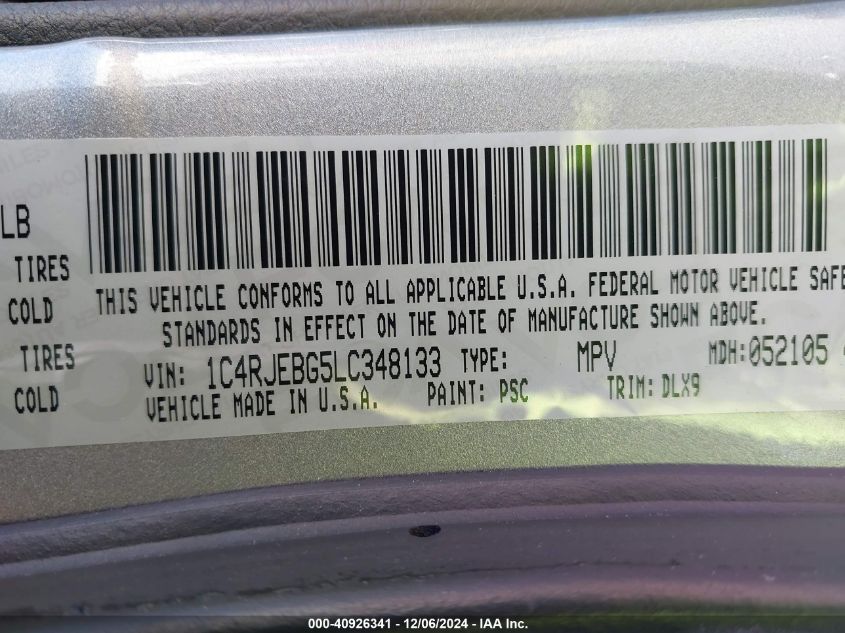 LB
TIRES
COLD
THIS VEHICLE CONFORMS TO ALL APPLICABLE U.S.A. FEDERAL MOTOR VEHICLE SAFE
STANDARDS IN EFFECT ON THE DATE OF MANUFACTURE SHOWN ABOVE.
TIRES
VIN: 1C4RJEBG5LC348133 TYPE: MPV MDH:052105
COLD
VEHICLE MADE IN U.S.A. PAINT: PSC TRIM: DLX9
000-40926341 - 12/06/2024 - IAA Inc.